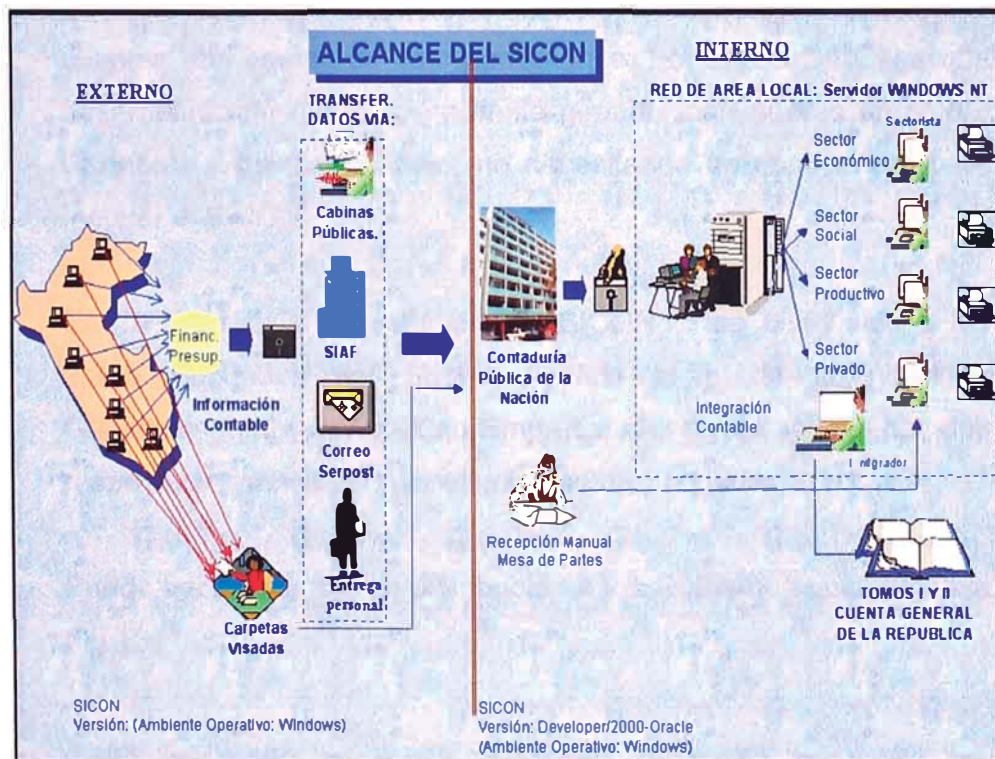 ALCANCE DEL SICON
EXTERNO
TRANSFER.
DATOS VÍA:
Cabinas
Públicas.
SIAF
Correo
Serpost
Entrega
personal
Financ.
Presup.
Información
Contable
Carpetas
Visadas
SICON
Versión: (Ambiente Operativo: Windows)
INTERNO
RED DE AREA LOCAL: Servidor WINDOWS NT
Sectorista
Sector
Económico
Sector
Social
Sector
Productivo
Sector
Privado
Contaduría
Pública de la
Nación
Integración
Contable
Integrador
Recepción Manual
Mesa de Partes
TOMOS I Y II
CUENTA GENERAL
DE LA REPUBLICA
SICON
Versión: Developer/2000-Oracle
(Ambiente Operativo: Windows)